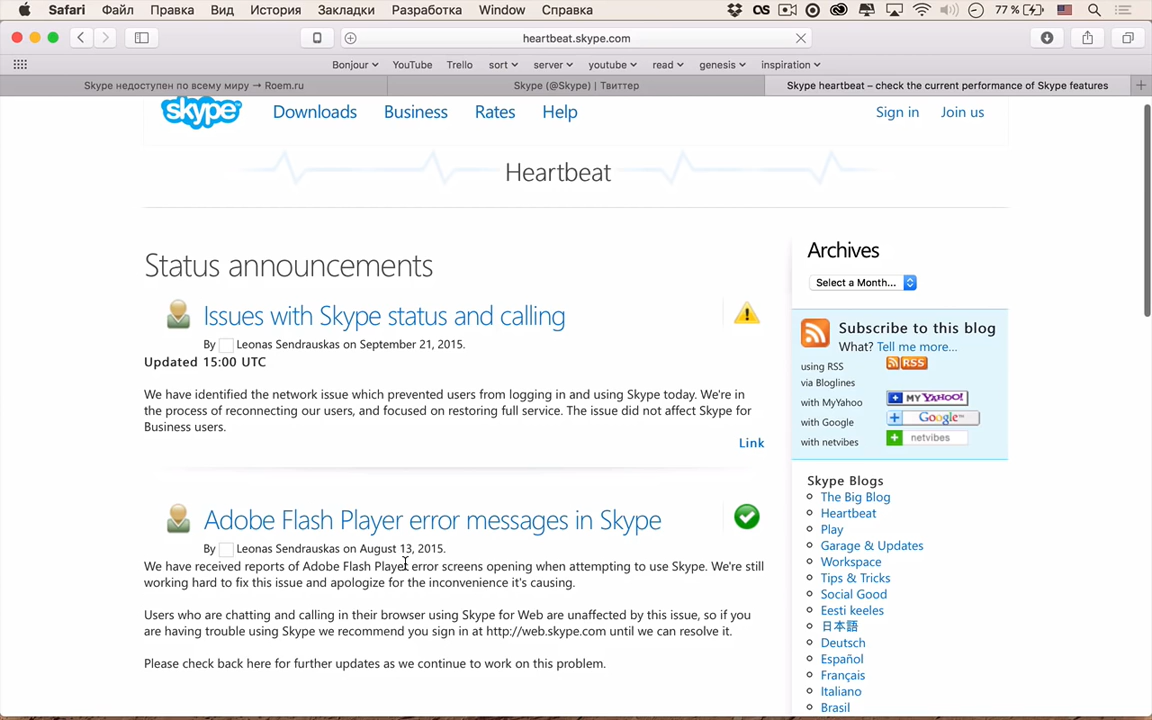 Safari Файл Правка Вид История Закладки Разработка Window Справка 77 %
heartbeat.skype.com
Bonjour YouTube Trello sort server youtube read genesis inspiration
Skype недоступен по всему миру → Roem.ru Skype (@Skype) | Твиттер Skype heartbeat – check the current performance of Skype features
skype Downloads Business Rates Help Sign in Join us
Heartbeat
Status announcements
Issues with Skype status and calling
By Leonas Sendrauskas on September 21, 2015.
Updated 15:00 UTC
We have identified the network issue which prevented users from logging in and using Skype today. We're in
the process of reconnecting our users, and focused on restoring full service. The issue did not affect Skype for
Business users.
Link
Adobe Flash Player error messages in Skype
By Leonas Sendrauskas on August 13, 2015.
We have received reports of Adobe Flash Player error screens opening when attempting to use Skype. We're still
working hard to fix this issue and apologize for the inconvenience it's causing.
Users who are chatting and calling in their browser using Skype for Web are unaffected by this issue, so if you
are having trouble using Skype we recommend you sign in at http://web.skype.com until we can resolve it.
Please check back here for further updates as we continue to work on this problem.
Archives
Select a Month...
Subscribe to this blog
What? Tell me more...
using RSS RSS
via Bloglines
with MyYahoo MY YAHOO!
with Google Google™
with netvibes netvibes
Skype Blogs
The Big Blog
Heartbeat
Play
Garage & Updates
Workspace
Tips & Tricks
Social Good
Eesti keeles
日本語
Deutsch
Español
Français
Italiano
Brasil